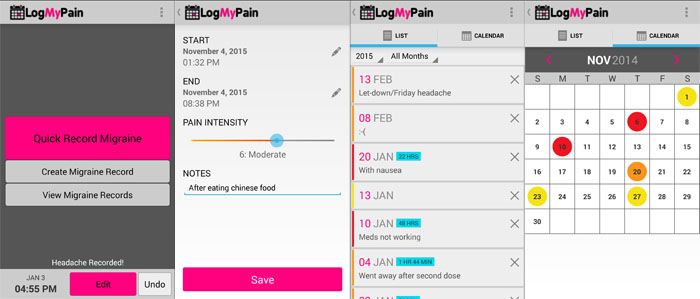 LogMyPain
Quick Record Migraine
Create Migraine Record
View Migraine Records
Headache Recorded!
JAN 3
04:55 PM
Edit
Undo
LogMyPain
START
November 4, 2015
01:32 PM
END
November 4, 2015
08:38 PM
PAIN INTENSITY
6: Moderate
NOTES
After eating chinese food
Save
LogMyPain
LIST CALENDAR
2015 All Months
13 FEB
Let-down/Friday headache
08 FEB
:-(
20 JAN 22 HRS
With nausea
13 JAN
10 JAN 48 HRS
Meds not working
04 JAN 1 HR 44 MIN
Went away after second dose
LogMyPain
LIST CALENDAR
NOV 2014
S M T W T F S
1
2 3 4 5 6 7 8
9 10 11 12 13 14 15
16 17 18 19 20 21 22
23 24 25 26 27 28 29
30